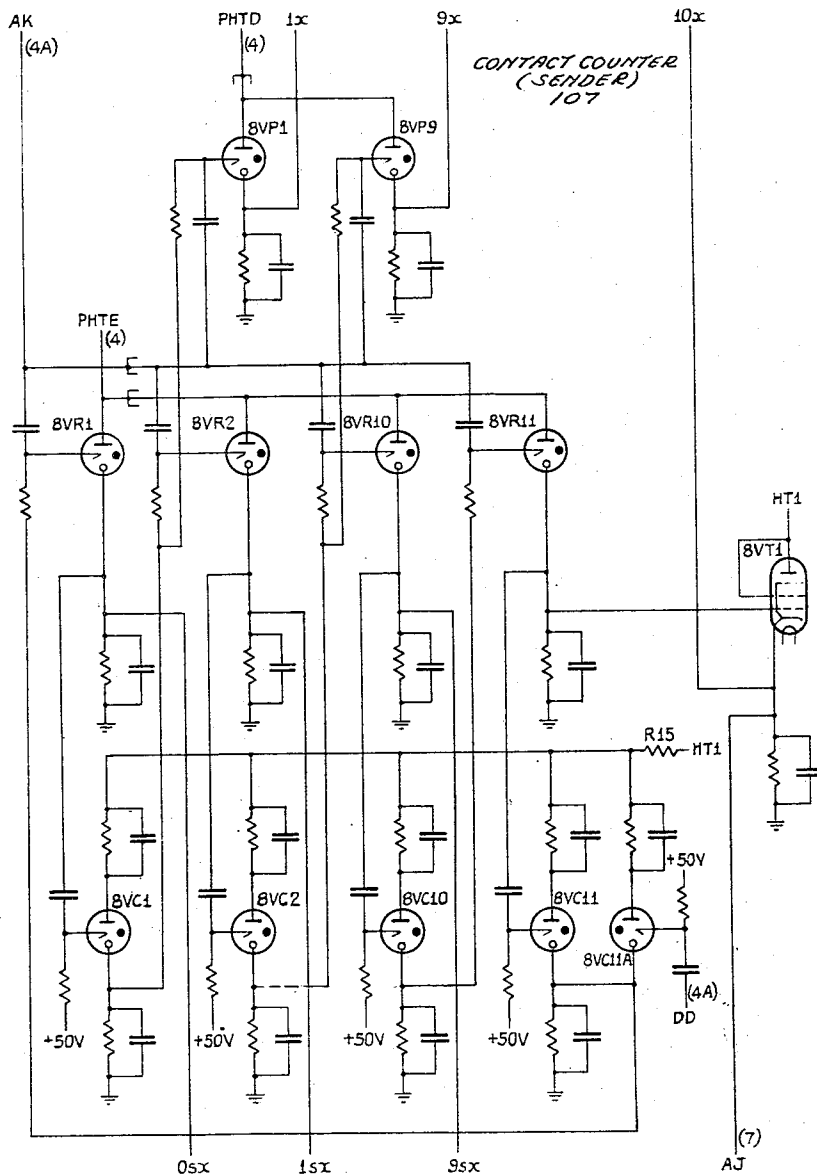 AK
(4A)
PHTD
(4)
1x
9x
10x
CONTACT COUNTER
(SENDER)
107
8VP1
8VP9
PHTE
(4)
8VR1
8VR2
8VR10
8VR11
HT1
8VT1
R15
HT1
+50V
8VC1
8VC2
8VC10
8VC11
8VC11A
(4A)
DD
+50V
+50V
+50V
+50V
0sx
1sx
9sx
(7)
AJ